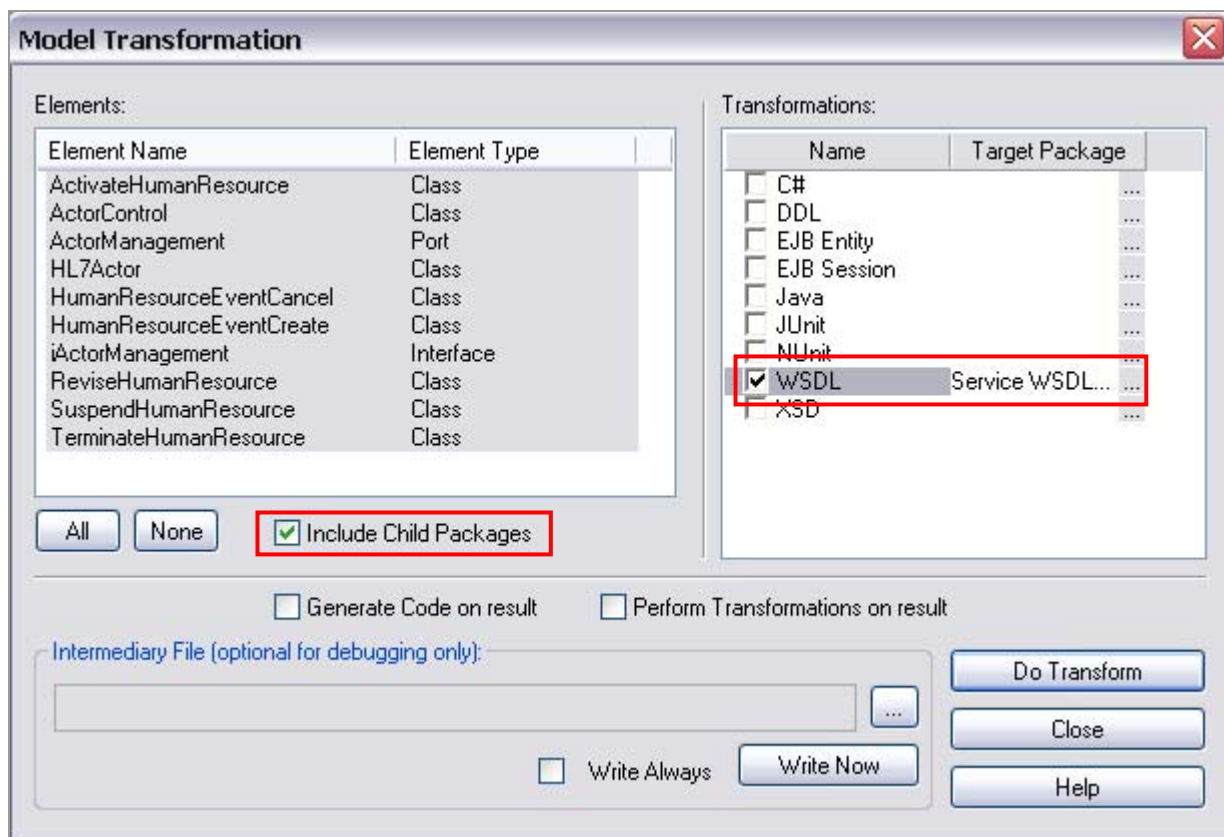 Model Transformation
Elements:
Element Name Element Type
ActivateHumanResource Class
ActorControl Class
ActorManagement Port
HL7Actor Class
HumanResourceEventCancel Class
HumanResourceEventCreate Class
iActorManagement Interface
ReviseHumanResource Class
SuspendHumanResource Class
TerminateHumanResource Class
All None Include Child Packages
Transformations:
Name Target Package
C# ...
DDL ...
EJB Entity ...
EJB Session ...
Java ...
JUnit ...
NUnit ...
WSDL Service WSDL... ...
XSD ...
Generate Code on result Perform Transformations on result
Intermediary File (optional for debugging only):
...
Write Always Write Now
Do Transform
Close
Help